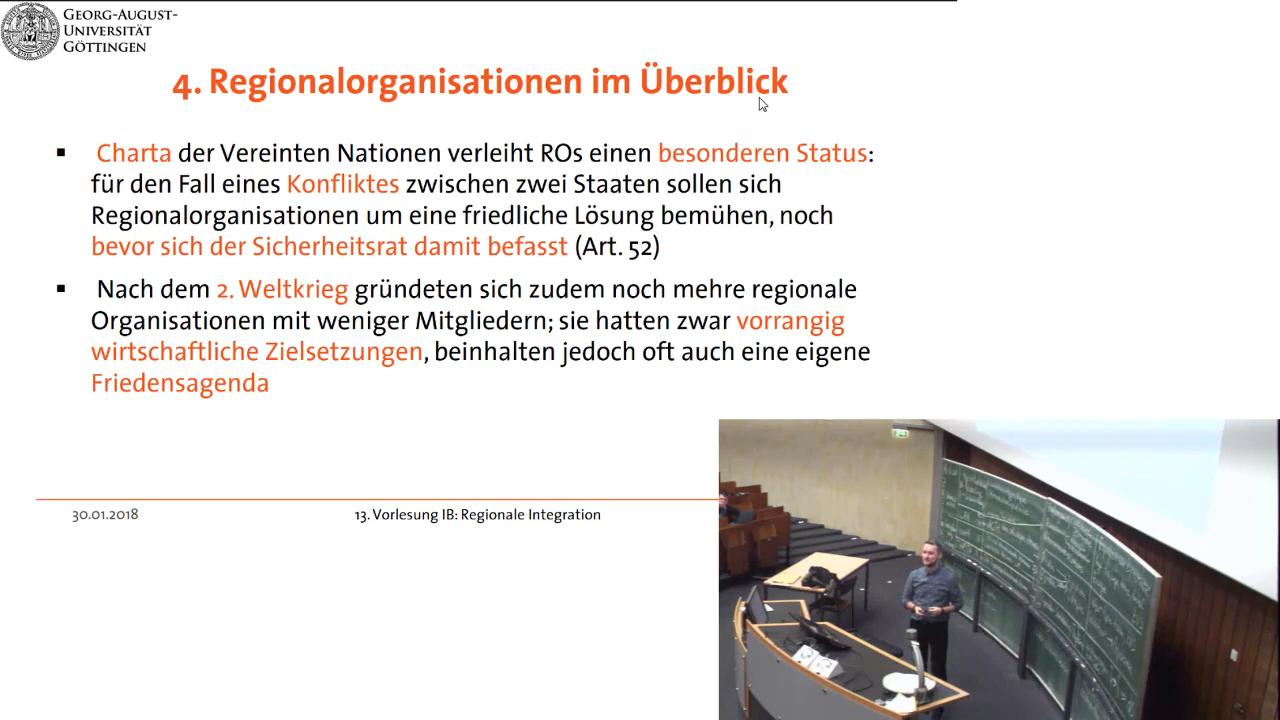 GEORG-AUGUST-
UNIVERSITÄT
GÖTTINGEN
4. Regionalorganisationen im Überblick
Charta der Vereinten Nationen verleiht ROs einen besonderen Status:
für den Fall eines Konfliktes zwischen zwei Staaten sollen sich
Regionalorganisationen um eine friedliche Lösung bemühen, noch
bevor sich der Sicherheitsrat damit befasst (Art. 52)
Nach dem 2. Weltkrieg gründeten sich zudem noch mehre regionale
Organisationen mit weniger Mitgliedern; sie hatten zwar vorrangig
wirtschaftliche Zielsetzungen, beinhalten jedoch oft auch eine eigene
Friedensagenda
30.01.2018
13. Vorlesung IB: Regionale Integration